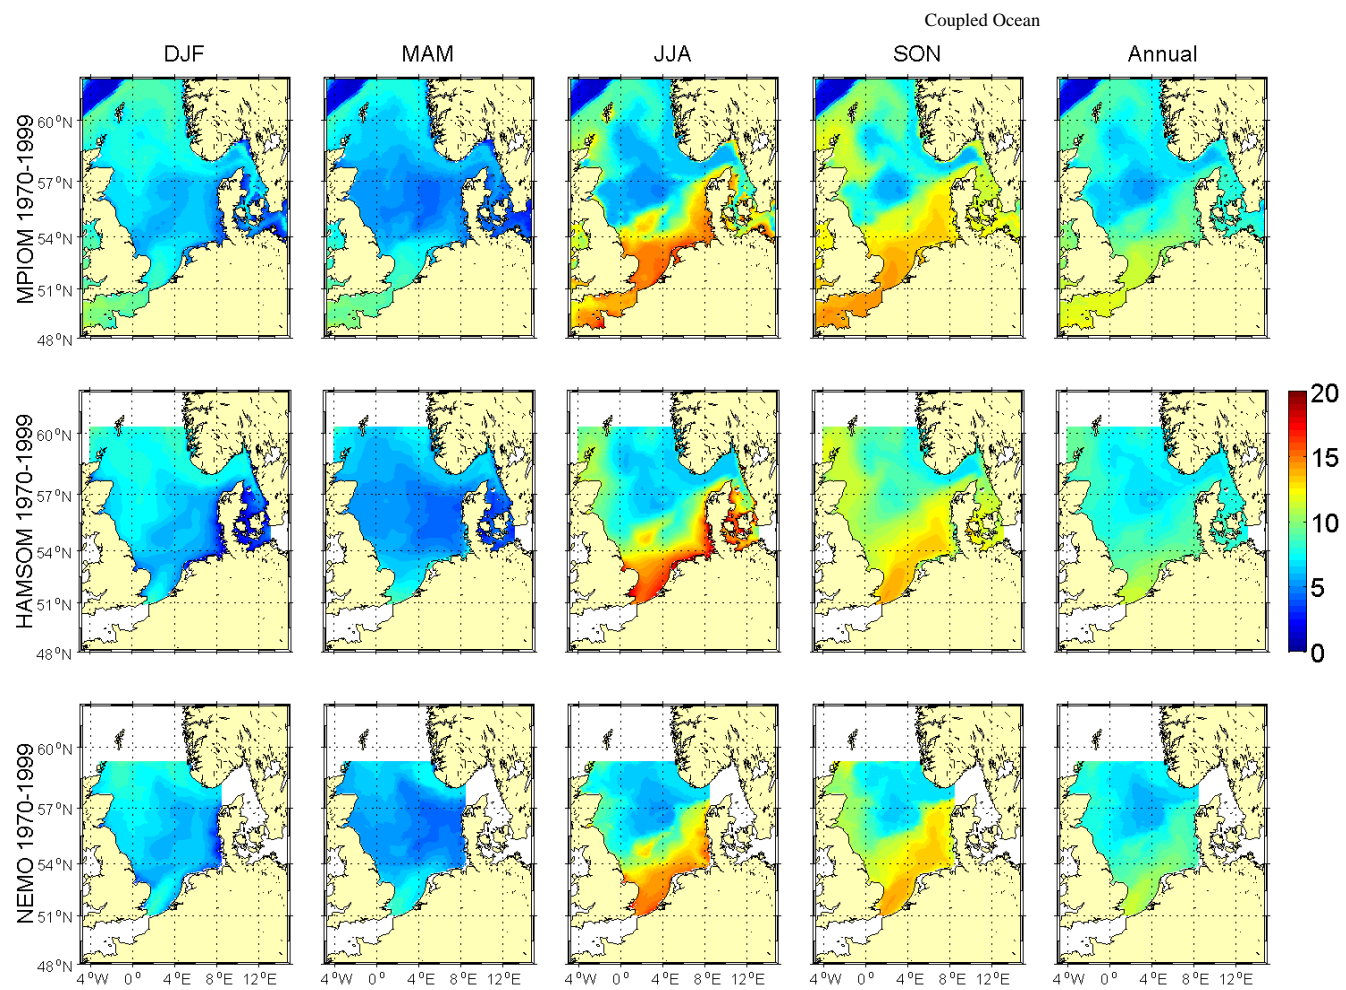 Coupled Ocean
DJF MAM JJA SON Annual
MPIOM 1970-1999
60°N
57°N
54°N
51°N
48°N
HAMSOM 1970-1999
60°N
57°N
54°N
51°N
48°N
20
15
10
5
0
NEMO 1970-1999
60°N
57°N
54°N
51°N
48°N
4°W 0° 4°E 8°E 12°E 4°W 0° 4°E 8°E 12°E 4°W 0° 4°E 8°E 12°E 4°W 0° 4°E 8°E 12°E 4°W 0° 4°E 8°E 12°E